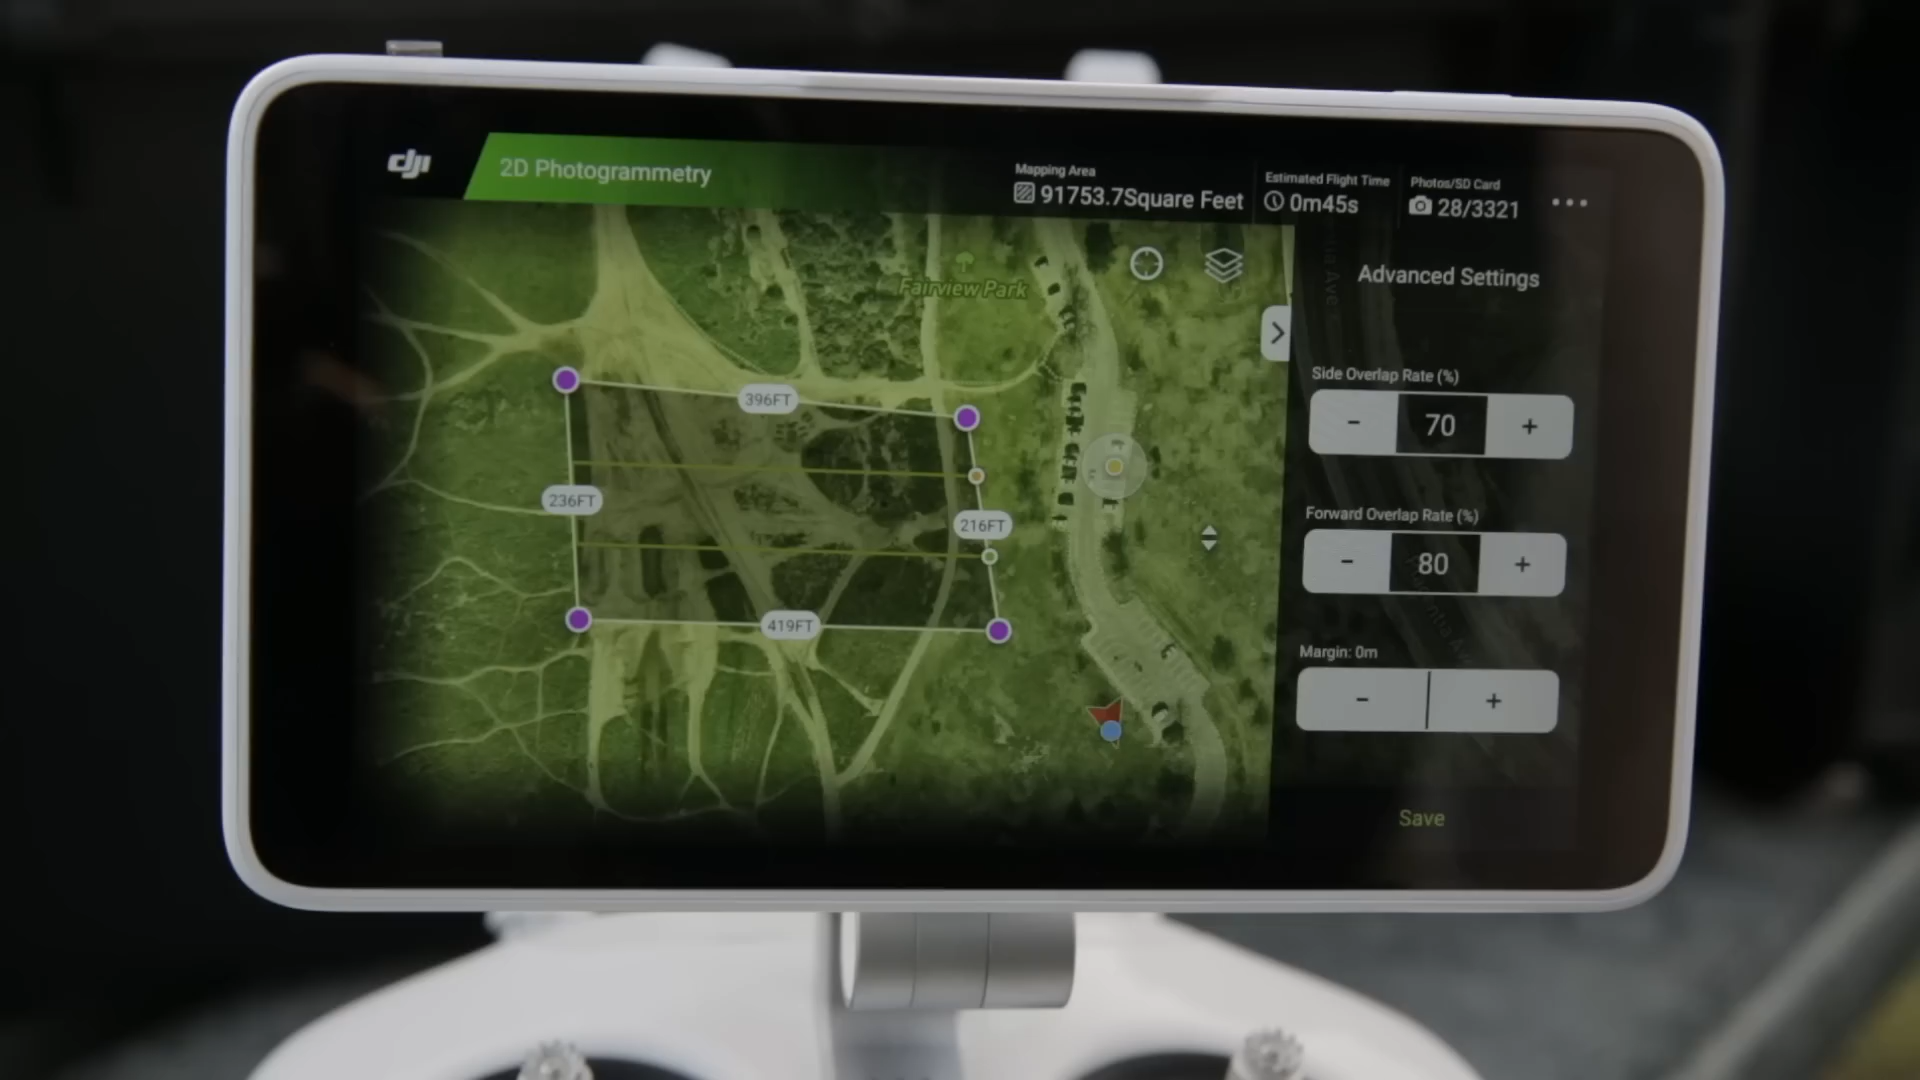 dji
2D Photogrammetry
Mapping Area
91753.7Square Feet
Estimated Flight Time
0m45s
Photos/SD Card
28/3321
Fairview Park
Advanced Settings
Side Overlap Rate (%)
- 70 +
396FT
236FT
216FT
419FT
Forward Overlap Rate (%)
- 80 +
Margin: 0m
- +
Save